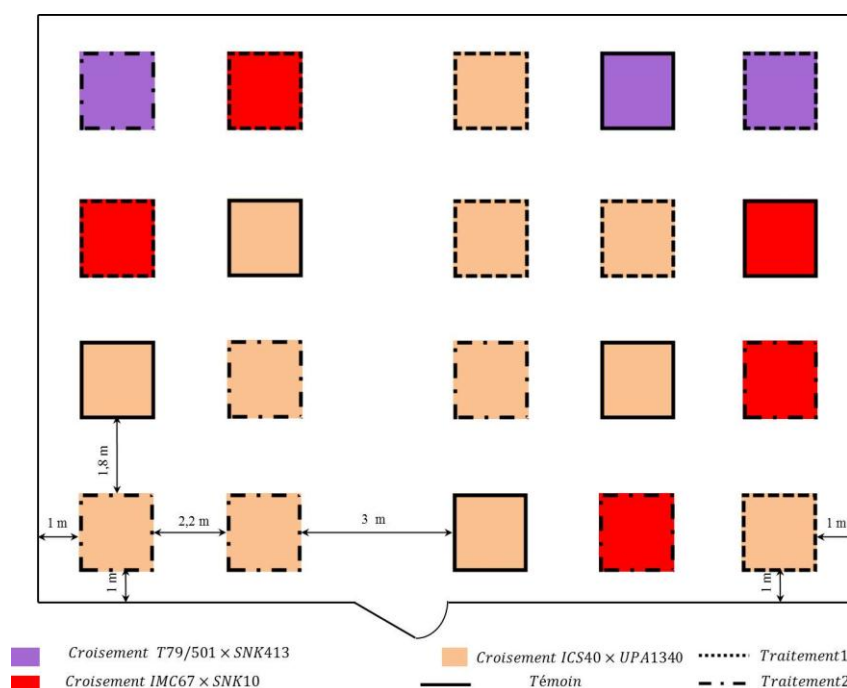 1,8 m
1 m
2,2 m
3 m
1 m
1 m
1 m
Croisement T79/501 × SNK413
Croisement ICS40 × UPA1340
Traitement1
Croisement IMC67 × SNK10
Témoin
Traitement2